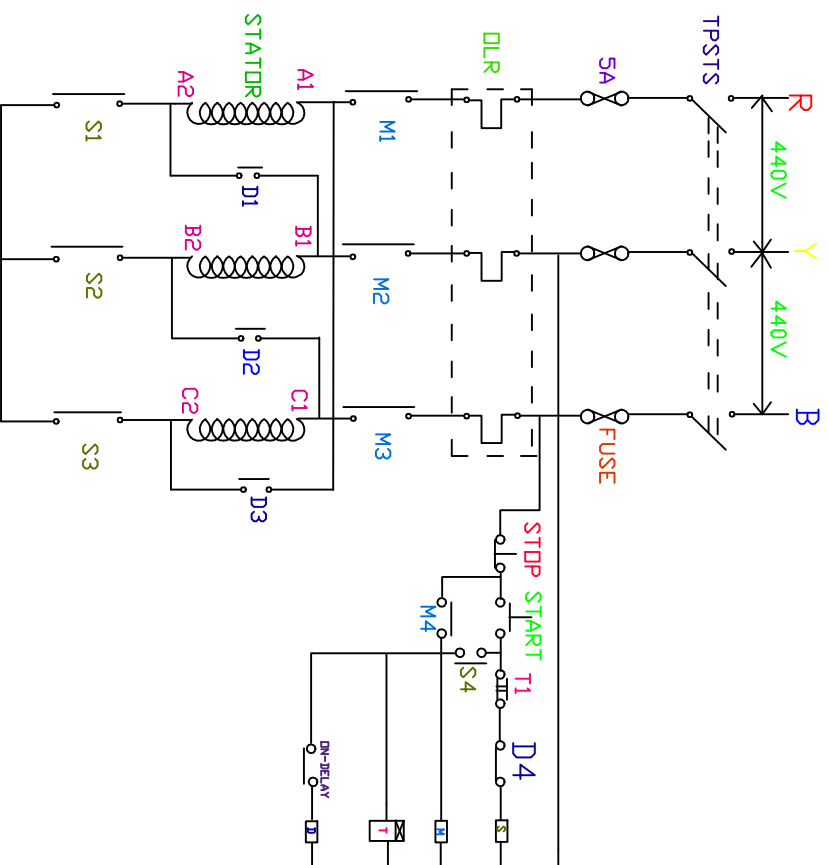 R
Y
B
440V
440V
TPSTS
5A
FUSE
OLR
M1
M2
M3
STATOR
A1
A2
B1
B2
C1
C2
D1
D2
D3
S1
S2
S3
STOP
START
M4
S4
T1
D4
ON-DELAY
D
T
M
S